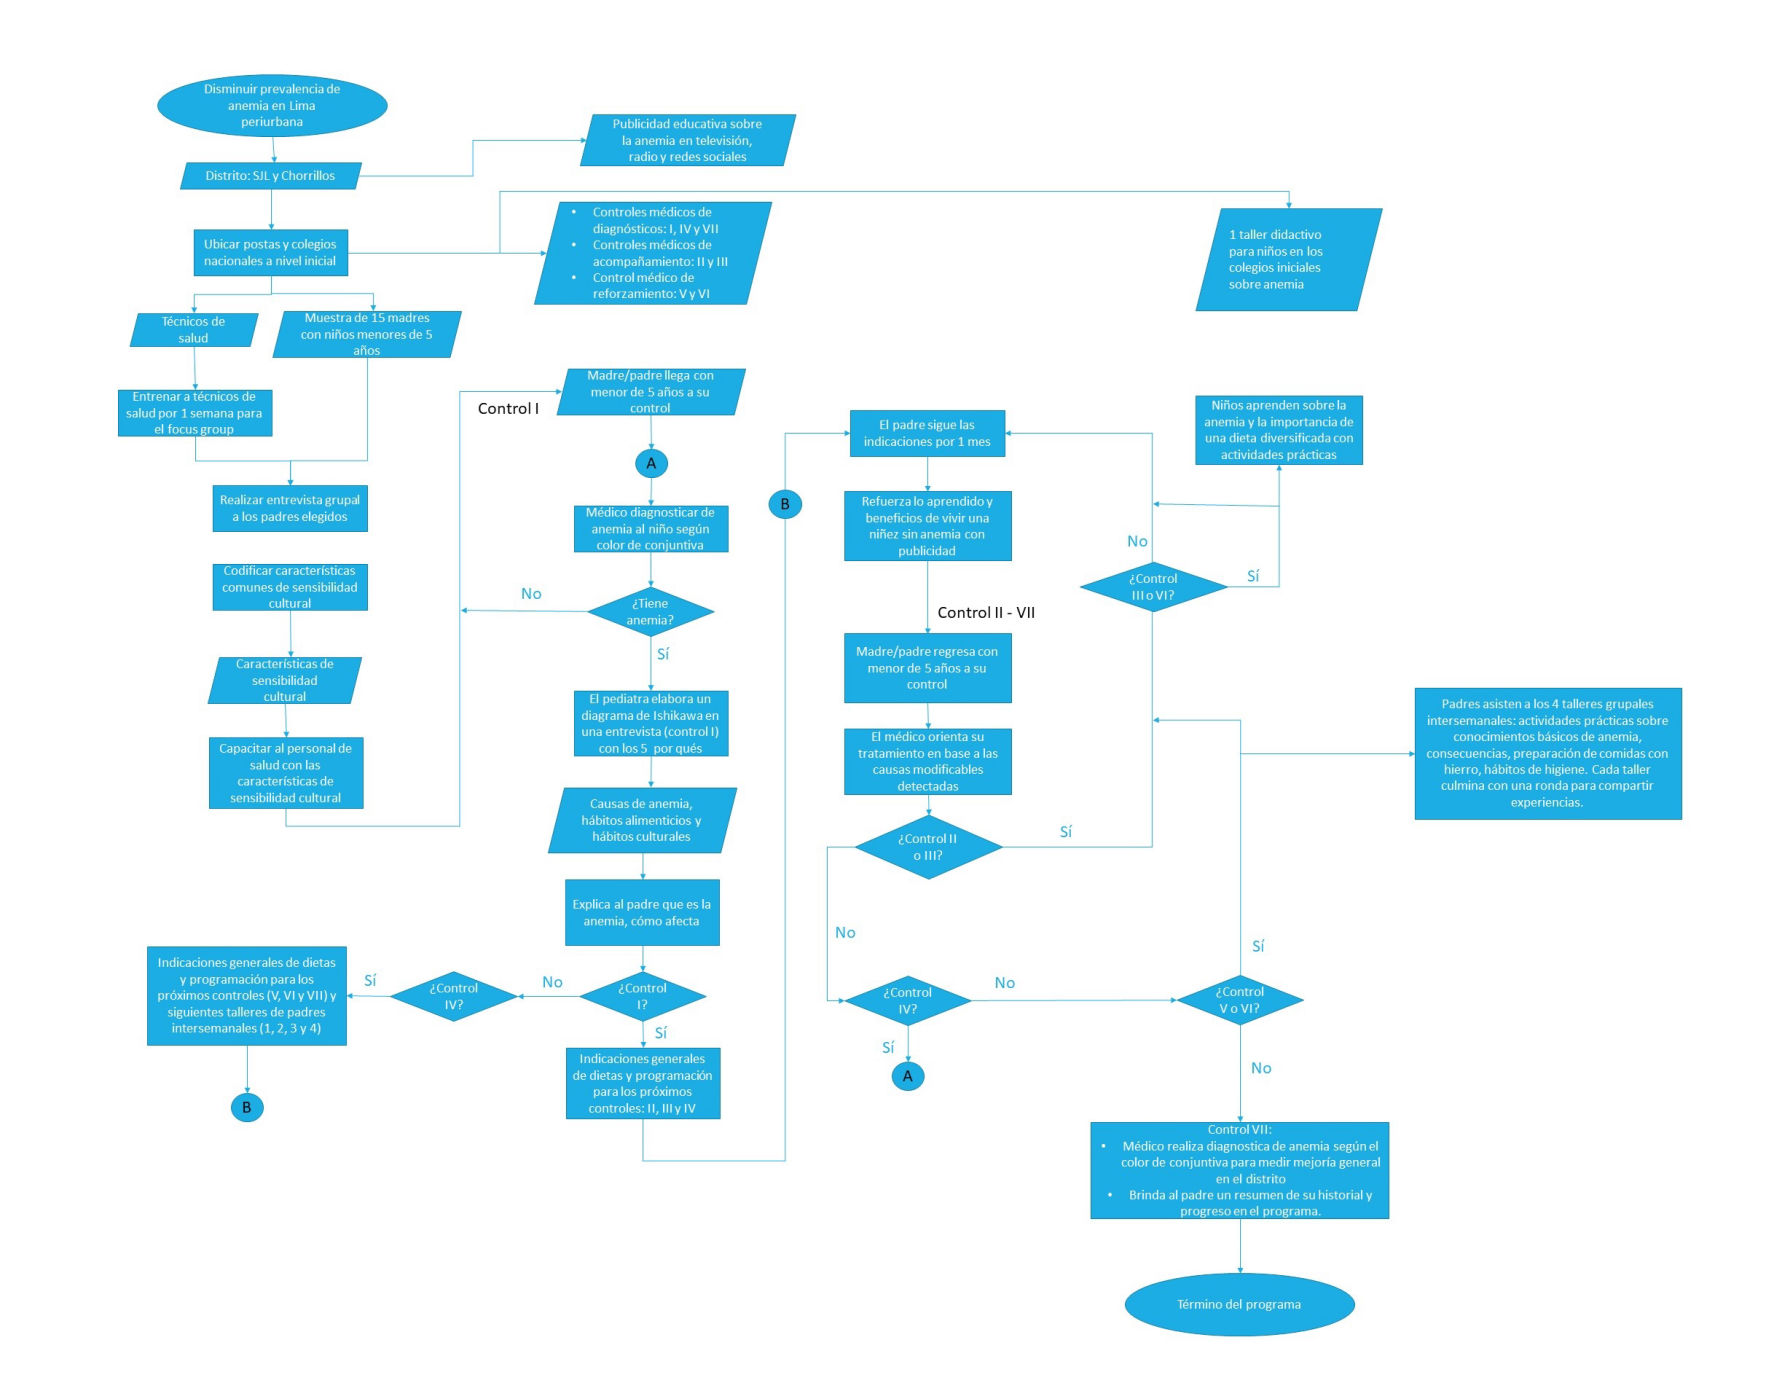 Disminuir prevalencia de
anemia en Lima
periurbana
Distrito: SJL y Chorrillos
Publicidad educativa sobre
la anemia en televisión,
radio y redes sociales
Ubicar postas y colegios
nacionales a nivel inicial
• Controles médicos de
diagnósticos: I, IV y VII
• Controles médicos de
acompañamiento: II y III
• Control médico de
reforzamiento: V y VI
1 taller didactivo
para niños en los
colegios iniciales
sobre anemia
Técnicos de
salud
Muestra de 15 madres
con niños menores de 5
años
Entrenar a técnicos de
salud por 1 semana para
el focus group
Realizar entrevista grupal
a los padres elegidos
Codificar características
comunes de sensibilidad
cultural
Características de
sensibilidad
cultural
Capacitar al personal de
salud con las
características de
sensibilidad cultural
Control I
Madre/padre llega con
menor de 5 años a su
control
A
Médico diagnosticar de
anemia al niño según
color de conjuntiva
No
¿Tiene
anemia?
Sí
El pediatra elabora un
diagrama de Ishikawa en
una entrevista (control I)
con los 5 por qués
Causas de anemia,
hábitos alimenticios y
hábitos culturales
Explica al padre que es la
anemia, cómo afecta
¿Control
I?
No
¿Control
IV?
Sí
Indicaciones generales de dietas
y programación para los
próximos controles (V, VI y VII) y
siguientes talleres de padres
intersemanales (1, 2, 3 y 4)
B
Sí
Indicaciones generales
de dietas y programación
para los próximos
controles: II, III y IV
B
El padre sigue las
indicaciones por 1 mes
Refuerza lo aprendido y
beneficios de vivir una
niñez sin anemia con
publicidad
Control II - VII
Madre/padre regresa con
menor de 5 años a su
control
El médico orienta su
tratamiento en base a las
causas modificables
detectadas
¿Control II
o III?
Sí
No
¿Control
IV?
Sí
A
No
¿Control
III o VI?
No
Sí
Niños aprenden sobre la
anemia y la importancia de
una dieta diversificada con
actividades prácticas
Padres asisten a los 4 talleres grupales
intersemanales: actividades prácticas sobre
conocimientos básicos de anemia,
consecuencias, preparación de comidas con
hierro, hábitos de higiene. Cada taller
culmina con una ronda para compartir
experiencias.
Sí
¿Control
V o VI?
No
Control VII:
• Médico realiza diagnostica de anemia según el
color de conjuntiva para medir mejoría general
en el distrito
• Brinda al padre un resumen de su historial y
progreso en el programa.
Término del programa